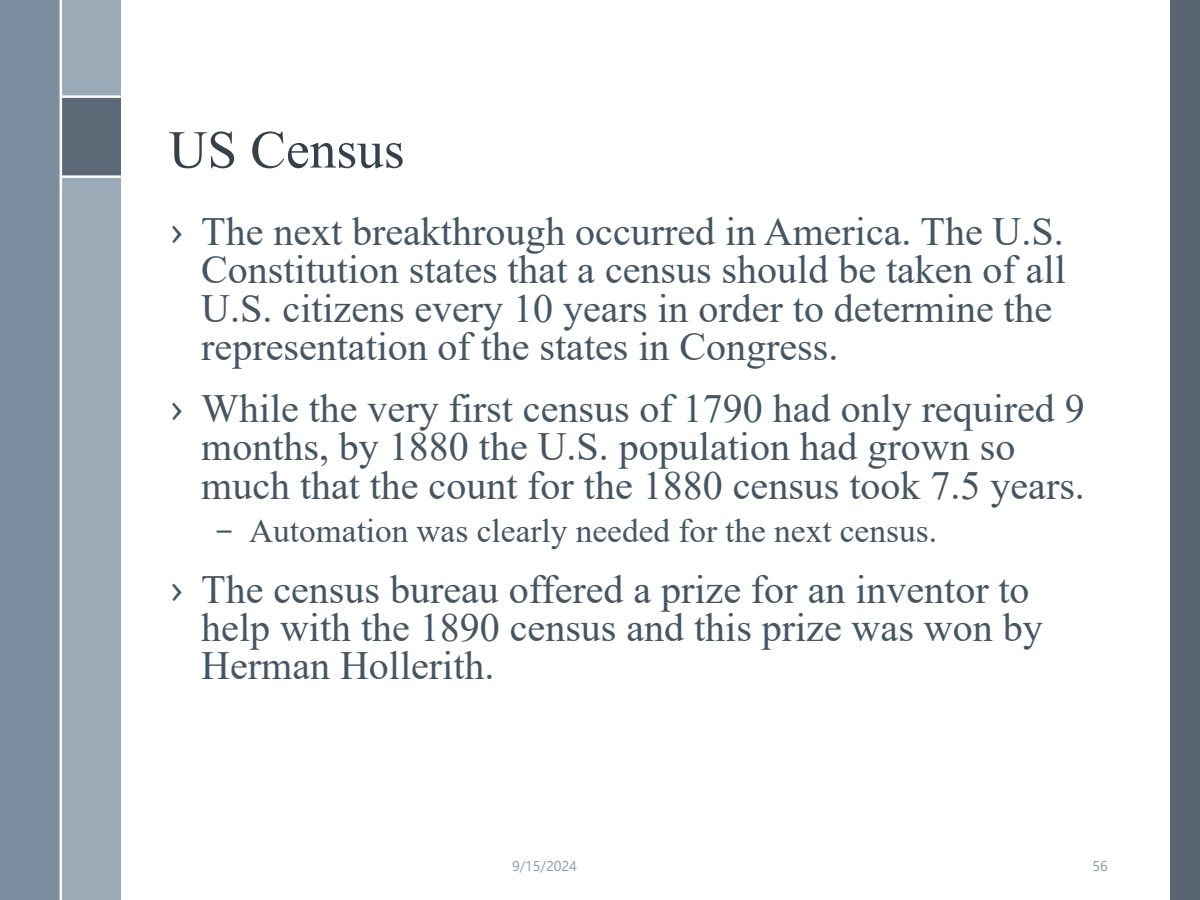 US Census
› The next breakthrough occurred in America. The U.S.
Constitution states that a census should be taken of all
U.S. citizens every 10 years in order to determine the
representation of the states in Congress.
› While the very first census of 1790 had only required 9
months, by 1880 the U.S. population had grown so
much that the count for the 1880 census took 7.5 years.
– Automation was clearly needed for the next census.
› The census bureau offered a prize for an inventor to
help with the 1890 census and this prize was won by
Herman Hollerith.
9/15/2024
56